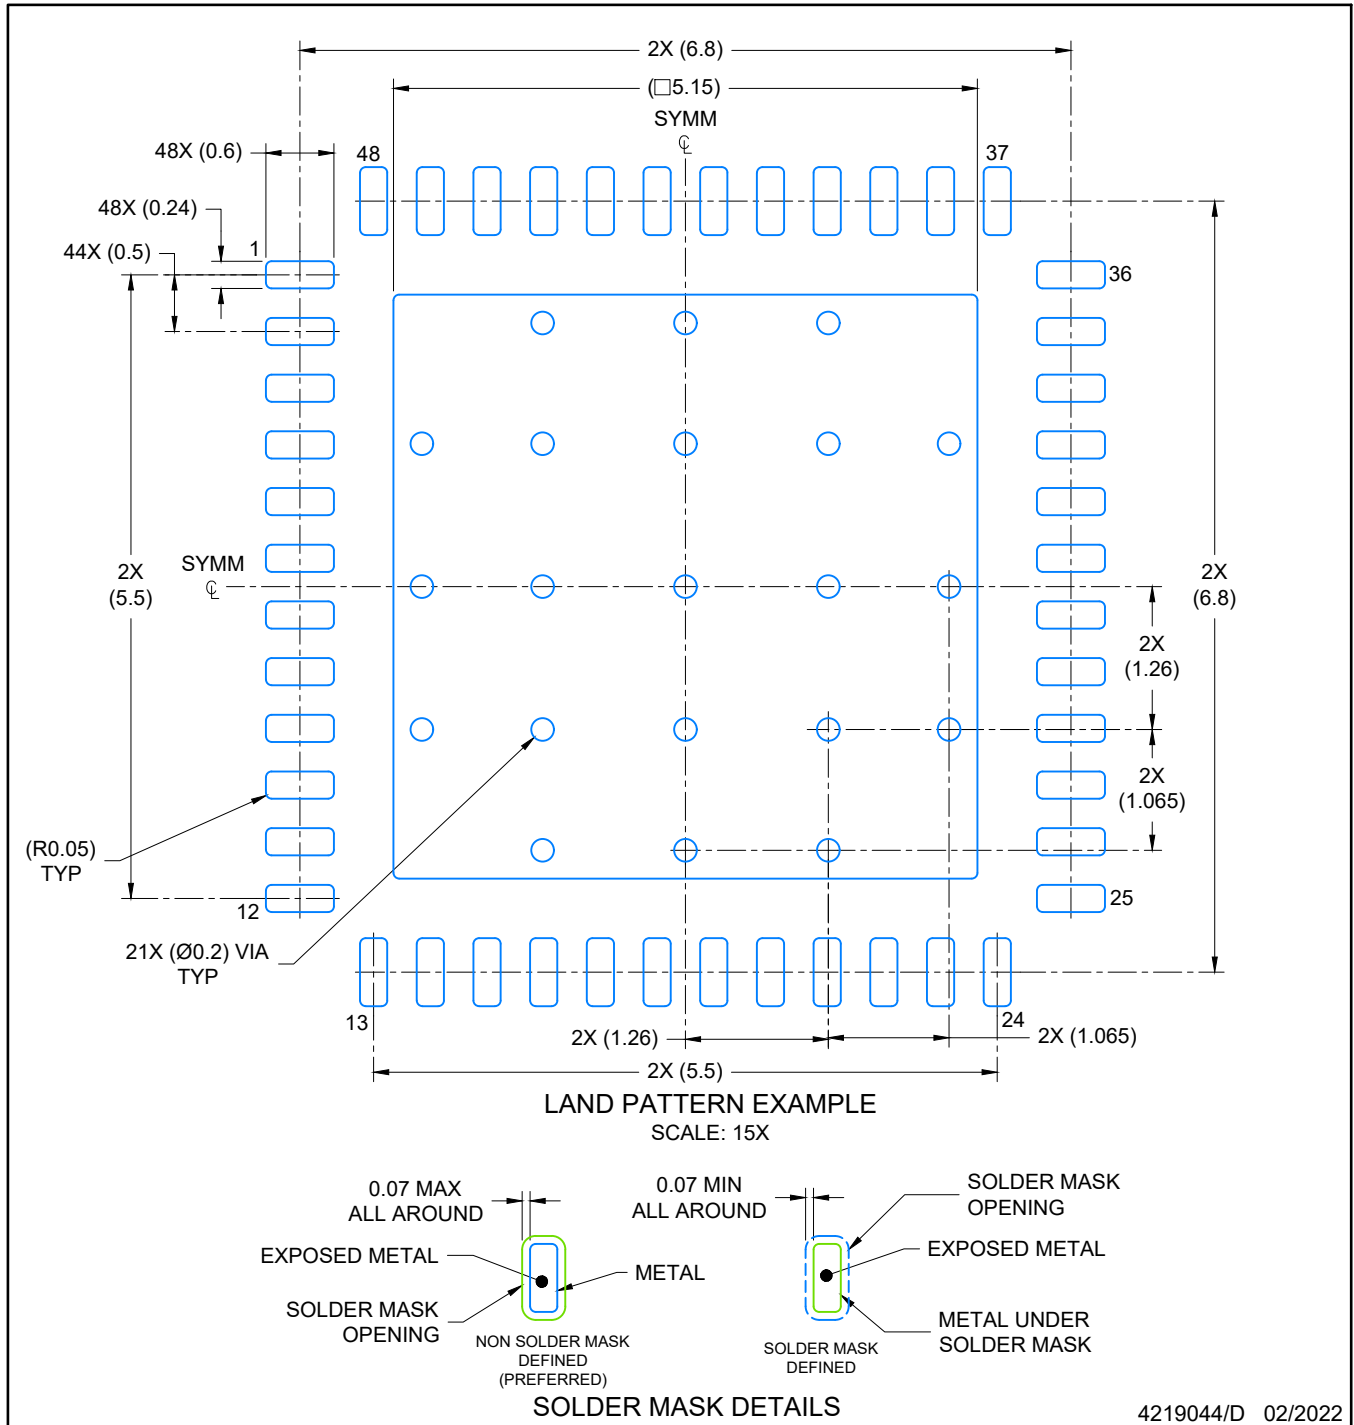 2X (6.8)
(□5.15)
SYMM
℄
48X (0.6)
48
37
48X (0.24)
44X (0.5)
1
36
SYMM
℄
2X
(5.5)
2X
(6.8)
2X
(1.26)
2X
(1.065)
(R0.05)
TYP
12
25
21X (Ø0.2) VIA
TYP
13
24
2X (1.26)
2X (1.065)
2X (5.5)
LAND PATTERN EXAMPLE
SCALE: 15X
0.07 MAX
ALL AROUND
EXPOSED METAL
SOLDER MASK
OPENING
METAL
NON SOLDER MASK
DEFINED
(PREFERRED)
0.07 MIN
ALL AROUND
SOLDER MASK
OPENING
EXPOSED METAL
METAL UNDER
SOLDER MASK
SOLDER MASK
DEFINED
SOLDER MASK DETAILS
4219044/D 02/2022